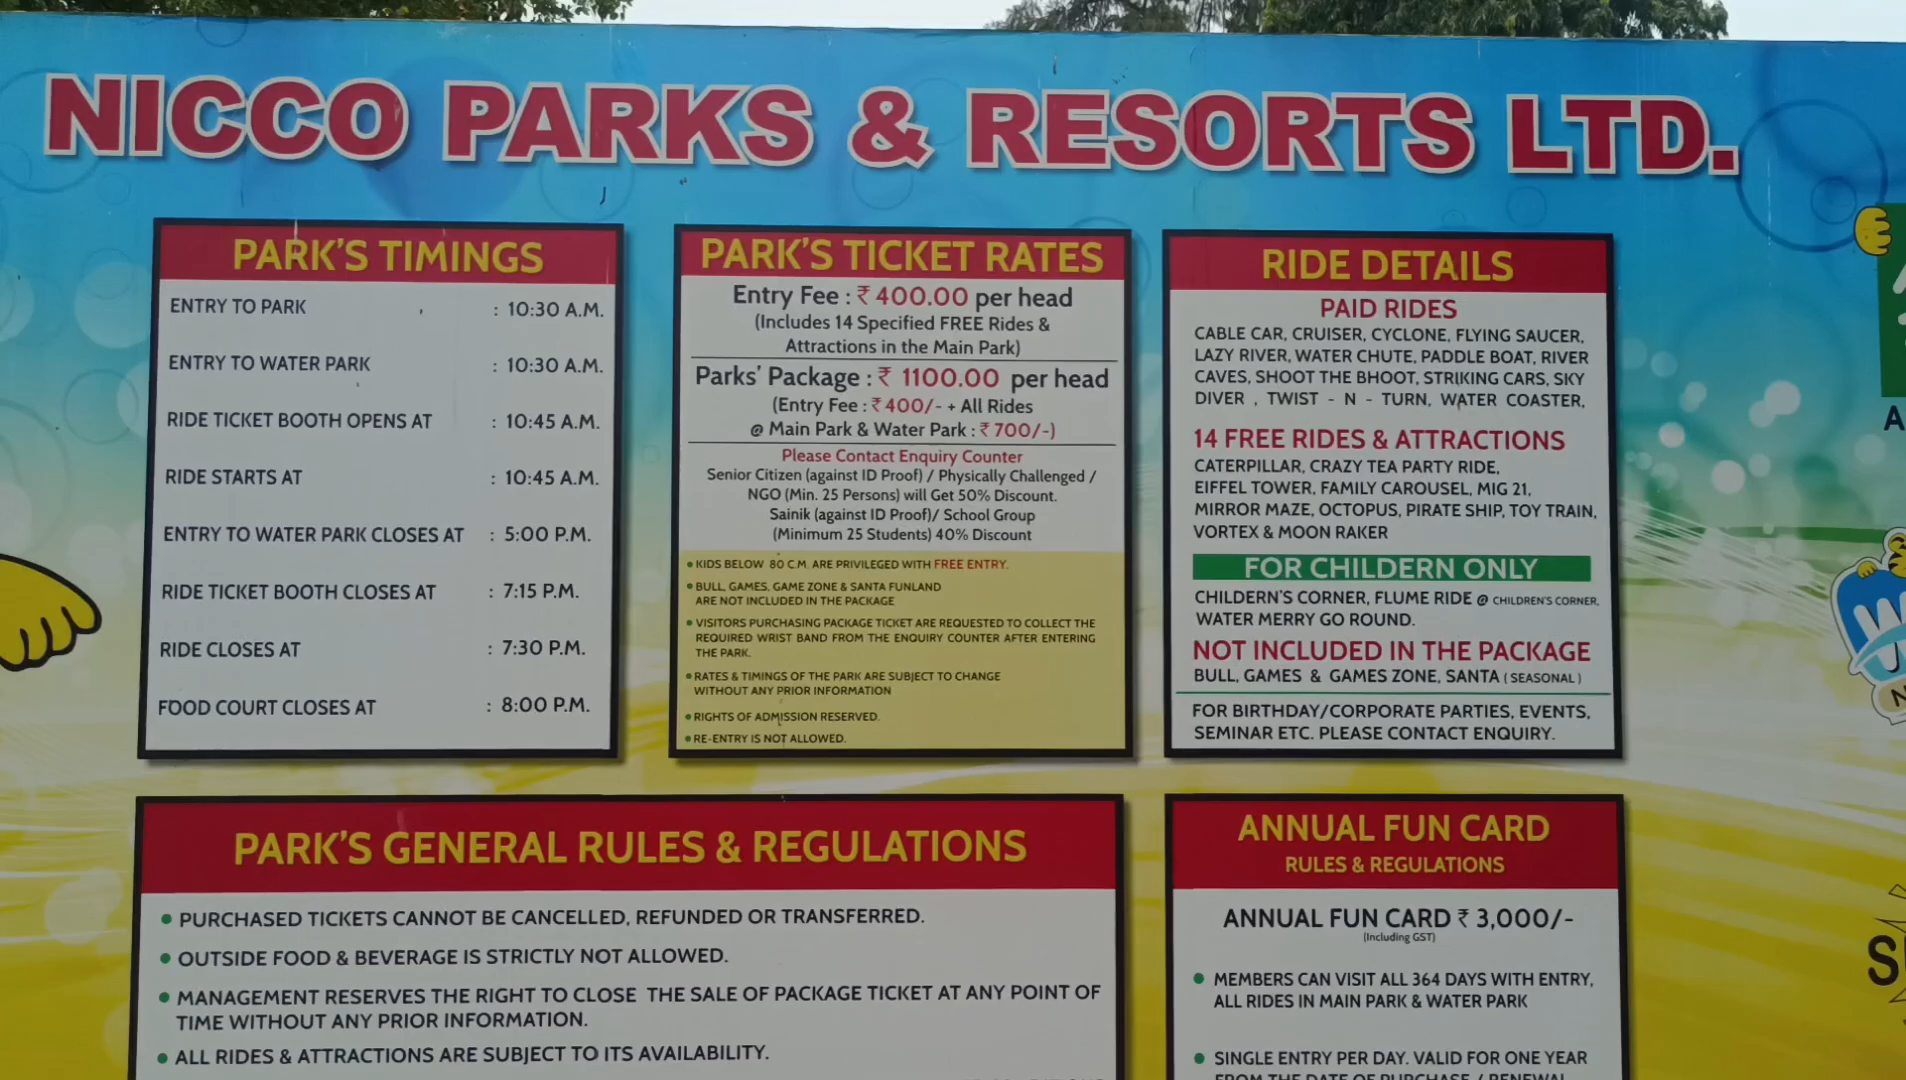 NICCO PARKS & RESORTS LTD.
PARK'S TIMINGS
ENTRY TO PARK : 10:30 A.M.
ENTRY TO WATER PARK : 10:30 A.M.
RIDE TICKET BOOTH OPENS AT : 10:45 A.M.
RIDE STARTS AT : 10:45 A.M.
ENTRY TO WATER PARK CLOSES AT : 5:00 P.M.
RIDE TICKET BOOTH CLOSES AT : 7:15 P.M.
RIDE CLOSES AT : 7:30 P.M.
FOOD COURT CLOSES AT : 8:00 P.M.
PARK'S TICKET RATES
Entry Fee : ₹ 400.00 per head
(Includes 14 Specified FREE Rides &
Attractions in the Main Park)
Parks' Package : ₹ 1100.00 per head
(Entry Fee : ₹ 400/- + All Rides
@ Main Park & Water Park : ₹ 700/-)
Please Contact Enquiry Counter
Senior Citizen (against ID Proof) / Physically Challenged /
NGO (Min. 25 Persons) will Get 50% Discount.
Sainik (against ID Proof)/ School Group
(Minimum 25 Students) 40% Discount
• KIDS BELOW 80 C.M. ARE PRIVILEGED WITH FREE ENTRY.
• BULL, GAMES, GAME ZONE & SANTA FUNLAND
ARE NOT INCLUDED IN THE PACKAGE
• VISITORS PURCHASING PACKAGE TICKET ARE REQUESTED TO COLLECT THE
REQUIRED WRIST BAND FROM THE ENQUIRY COUNTER AFTER ENTERING
THE PARK.
• RATES & TIMINGS OF THE PARK ARE SUBJECT TO CHANGE
WITHOUT ANY PRIOR INFORMATION
• RIGHTS OF ADMISSION RESERVED.
• RE-ENTRY IS NOT ALLOWED.
RIDE DETAILS
PAID RIDES
CABLE CAR, CRUISER, CYCLONE, FLYING SAUCER,
LAZY RIVER, WATER CHUTE, PADDLE BOAT, RIVER
CAVES, SHOOT THE BHOOT, STRIKING CARS, SKY
DIVER , TWIST - N - TURN, WATER COASTER,
14 FREE RIDES & ATTRACTIONS
CATERPILLAR, CRAZY TEA PARTY RIDE,
EIFFEL TOWER, FAMILY CAROUSEL, MIG 21,
MIRROR MAZE, OCTOPUS, PIRATE SHIP, TOY TRAIN,
VORTEX & MOON RAKER
FOR CHILDERN ONLY
CHILDERN'S CORNER, FLUME RIDE @ CHILDREN'S CORNER,
WATER MERRY GO ROUND.
NOT INCLUDED IN THE PACKAGE
BULL, GAMES & GAMES ZONE, SANTA ( SEASONAL )
FOR BIRTHDAY/CORPORATE PARTIES, EVENTS,
SEMINAR ETC. PLEASE CONTACT ENQUIRY.
PARK'S GENERAL RULES & REGULATIONS
• PURCHASED TICKETS CANNOT BE CANCELLED, REFUNDED OR TRANSFERRED.
• OUTSIDE FOOD & BEVERAGE IS STRICTLY NOT ALLOWED.
• MANAGEMENT RESERVES THE RIGHT TO CLOSE THE SALE OF PACKAGE TICKET AT ANY POINT OF
TIME WITHOUT ANY PRIOR INFORMATION.
• ALL RIDES & ATTRACTIONS ARE SUBJECT TO ITS AVAILABILITY.
ANNUAL FUN CARD
RULES & REGULATIONS
ANNUAL FUN CARD ₹ 3,000/-
(Including GST)
• MEMBERS CAN VISIT ALL 364 DAYS WITH ENTRY,
ALL RIDES IN MAIN PARK & WATER PARK
• SINGLE ENTRY PER DAY. VALID FOR ONE YEAR
FROM THE DATE OF PURCHASE / RENEWAL